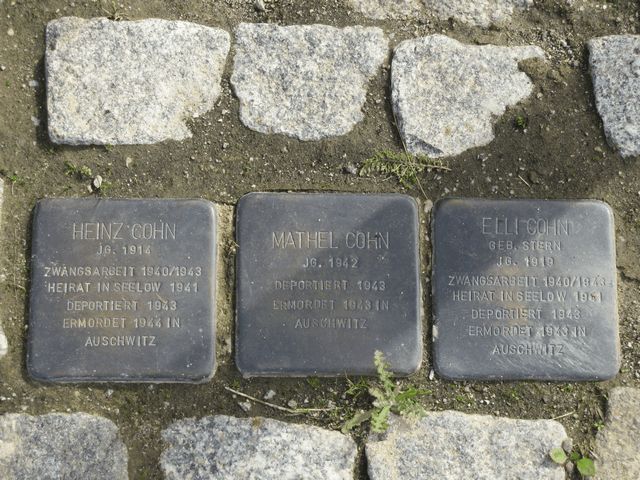 HEINZ COHN
JG. 1914
ZWANGSARBEIT 1940/1943
HEIRAT IN SEELOW 1941
DEPORTIERT 1943
ERMORDET 1944 IN
AUSCHWITZ
MATHEL COHN
JG. 1942
DEPORTIERT 1943
ERMORDET 1943 IN
AUSCHWITZ
ELLI COHN
GEB. STERN
JG. 1919
ZWANGSARBEIT 1940/1943
HEIRAT IN SEELOW 1941
DEPORTIERT 1943
ERMORDET 1943 IN
AUSCHWITZ